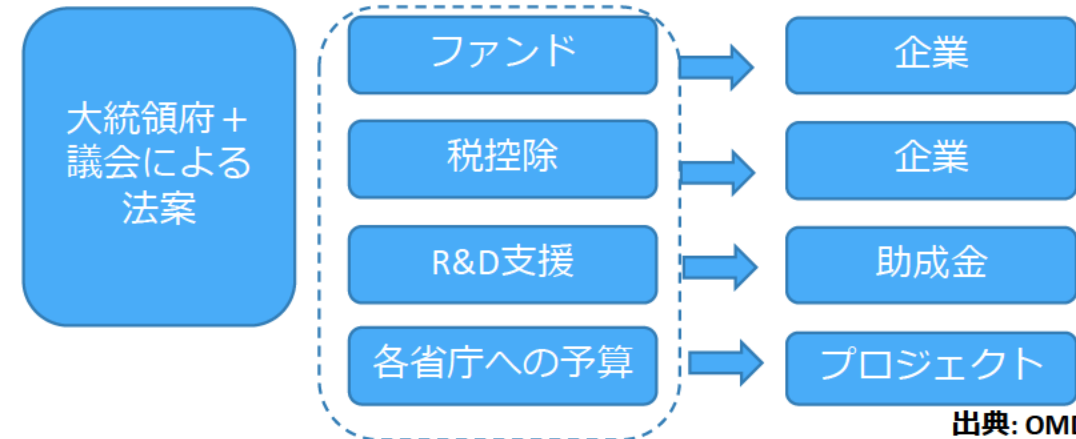 大統領府＋
議会による
法案
ファンド
企業
税控除
企業
R&D支援
助成金
各省庁への予算
プロジェクト
出典: OMI